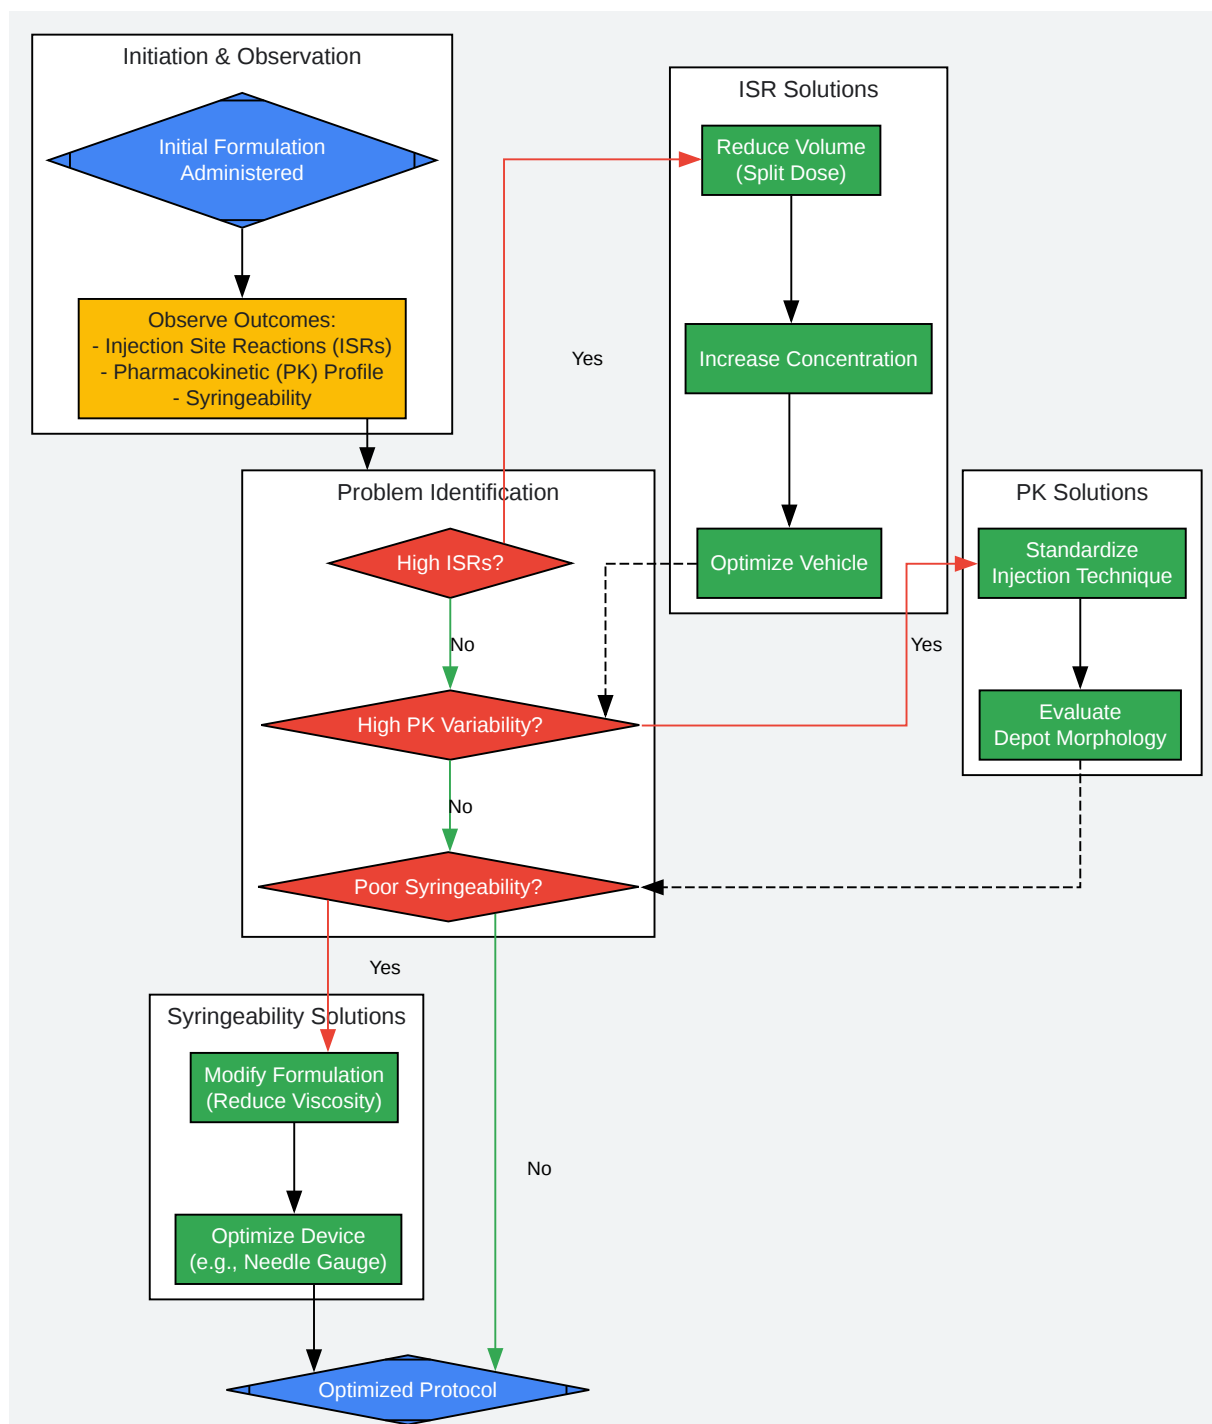 Initiation & Observation
Initial Formulation
Administered
Observe Outcomes:
- Injection Site Reactions (ISRs)
- Pharmacokinetic (PK) Profile
- Syringeability
Problem Identification
High ISRs?
Yes
No
High PK Variability?
Yes
No
Poor Syringeability?
Yes
No
ISR Solutions
Reduce Volume
(Split Dose)
Increase Concentration
Optimize Vehicle
PK Solutions
Standardize
Injection Technique
Evaluate
Depot Morphology
Syringeability Solutions
Modify Formulation
(Reduce Viscosity)
Optimize Device
(e.g., Needle Gauge)
Optimized Protocol